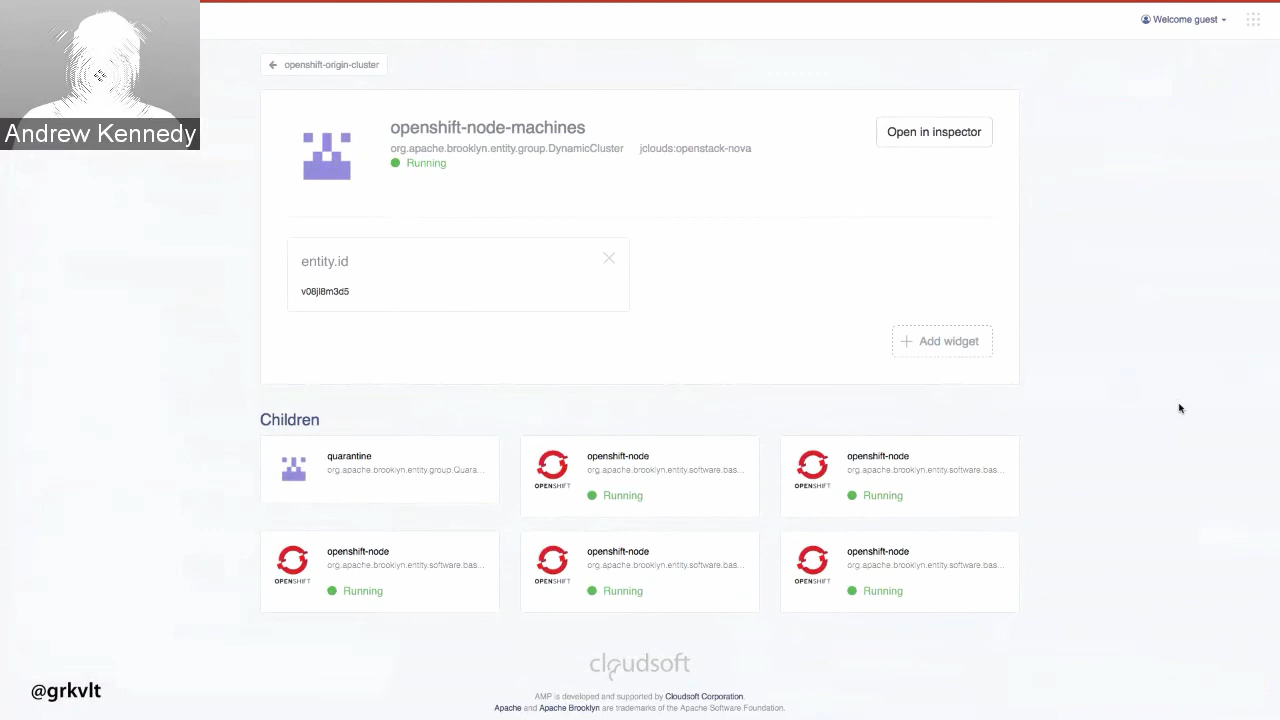 Welcome guest
openshift-origin-cluster
Andrew Kennedy
openshift-node-machines
org.apache.brooklyn.entity.group.DynamicCluster jclouds:openstack-nova
Running
Open in inspector
entity.id
v08jl8m3d5
Add widget
Children
quarantine
org.apache.brooklyn.entity.group.Quara...
openshift-node
org.apache.brooklyn.entity.software.bas...
OPENSHIFT
Running
openshift-node
org.apache.brooklyn.entity.software.bas...
OPENSHIFT
Running
openshift-node
org.apache.brooklyn.entity.software.bas...
OPENSHIFT
Running
openshift-node
org.apache.brooklyn.entity.software.bas...
OPENSHIFT
Running
openshift-node
org.apache.brooklyn.entity.software.bas...
OPENSHIFT
Running
cloudsoft
@grkvlt
AMP is developed and supported by Cloudsoft Corporation.
Apache and Apache Brooklyn are trademarks of the Apache Software Foundation.